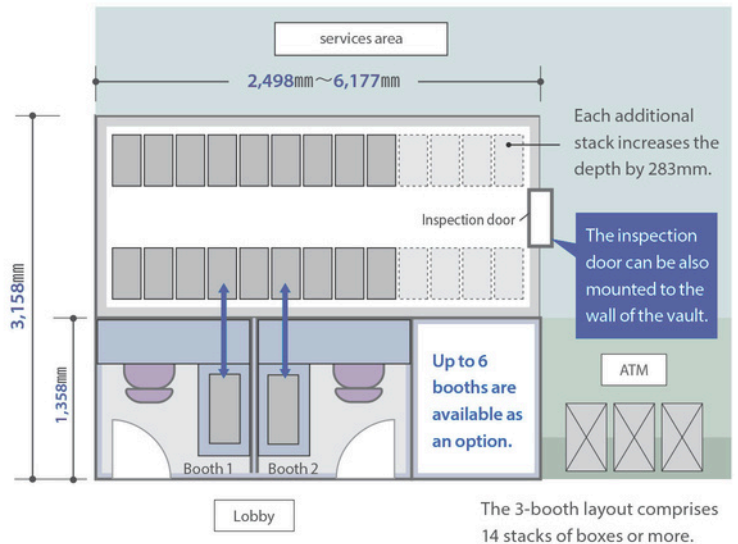 services area
2,498mm～6,177mm
Each additional
stack increases the
depth by 283mm.
Inspection door
The inspection
door can be also
mounted to the
wall of the vault.
3,158mm
1,358mm
Up to 6
booths are
available as
an option.
ATM
Booth 1
Booth 2
Lobby
The 3-booth layout comprises
14 stacks of boxes or more.